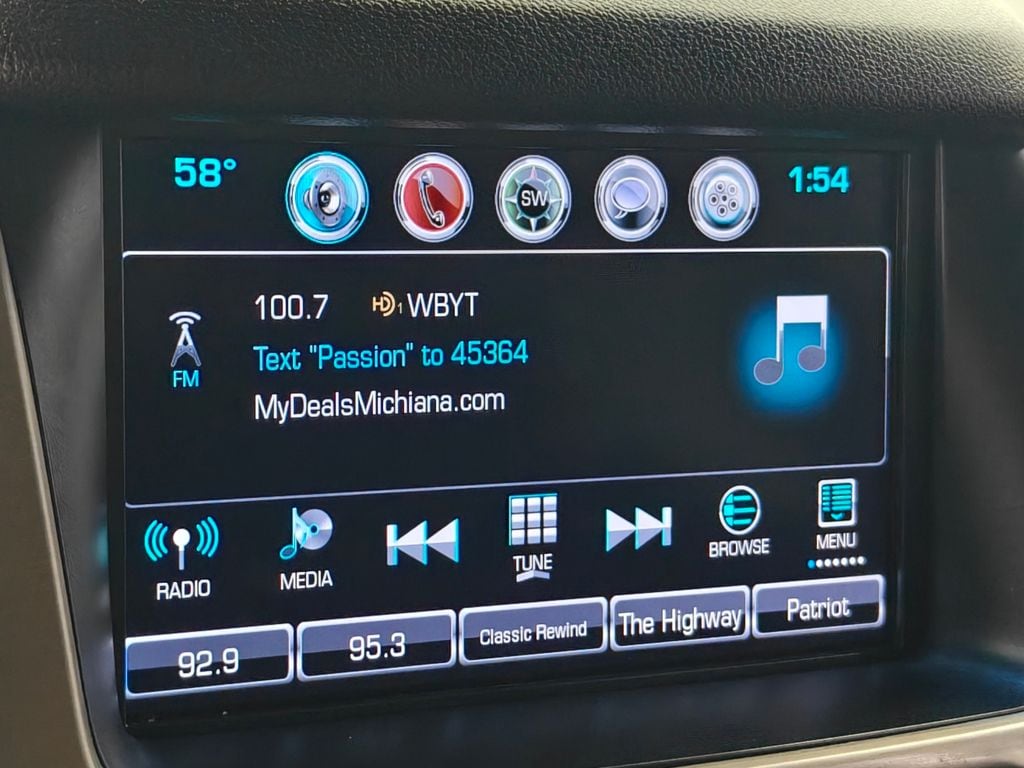 58°
SW
1:54
100.7 HD1 WBYT
Text "Passion" to 45364
FM
MyDealsMichiana.com
RADIO
MEDIA
TUNE
BROWSE
MENU
92.9
95.3
Classic Rewind
The Highway
Patriot